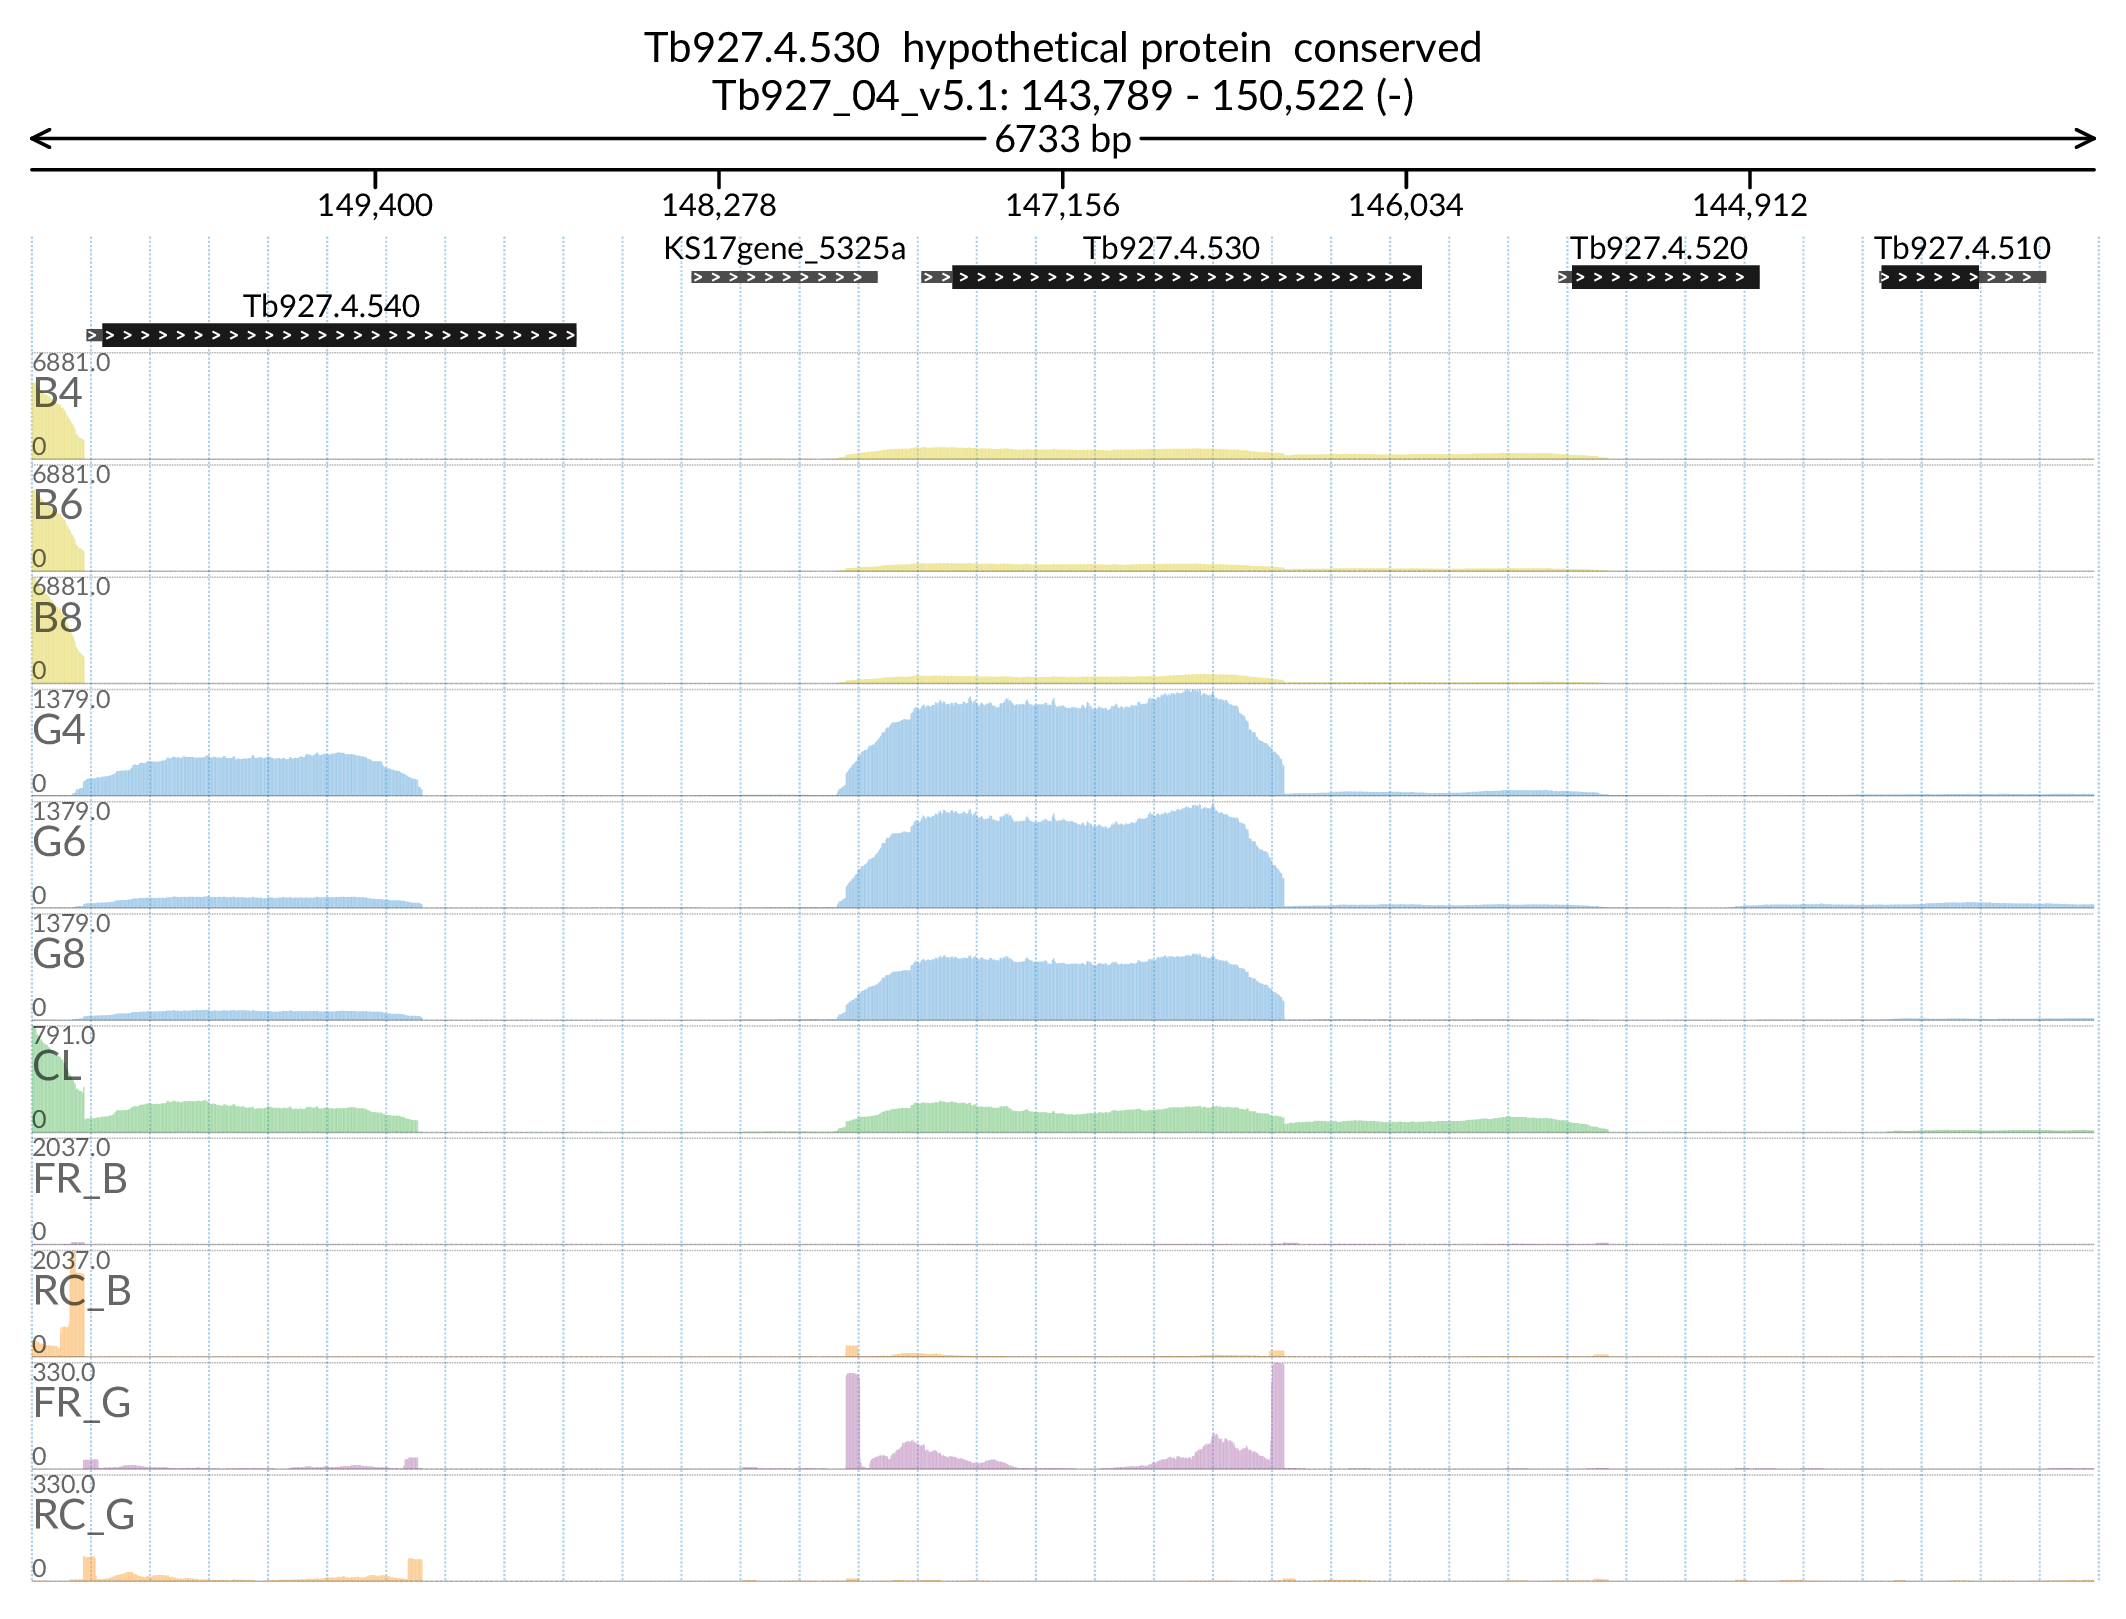 Tb927.4.530  hypothetical protein  conserved
Tb927_04_v5.1: 143,789 - 150,522 (-)
6733 bp
149,400 148,278 147,156 146,034 144,912
KS17gene_5325a Tb927.4.530 Tb927.4.520 Tb927.4.510
Tb927.4.540
6881.0
B4
0
6881.0
B6
0
6881.0
B8
0
1379.0
G4
0
1379.0
G6
0
1379.0
G8
0
791.0
CL
0
2037.0
FR_B
0
2037.0
RC_B
0
330.0
FR_G
0
330.0
RC_G
0